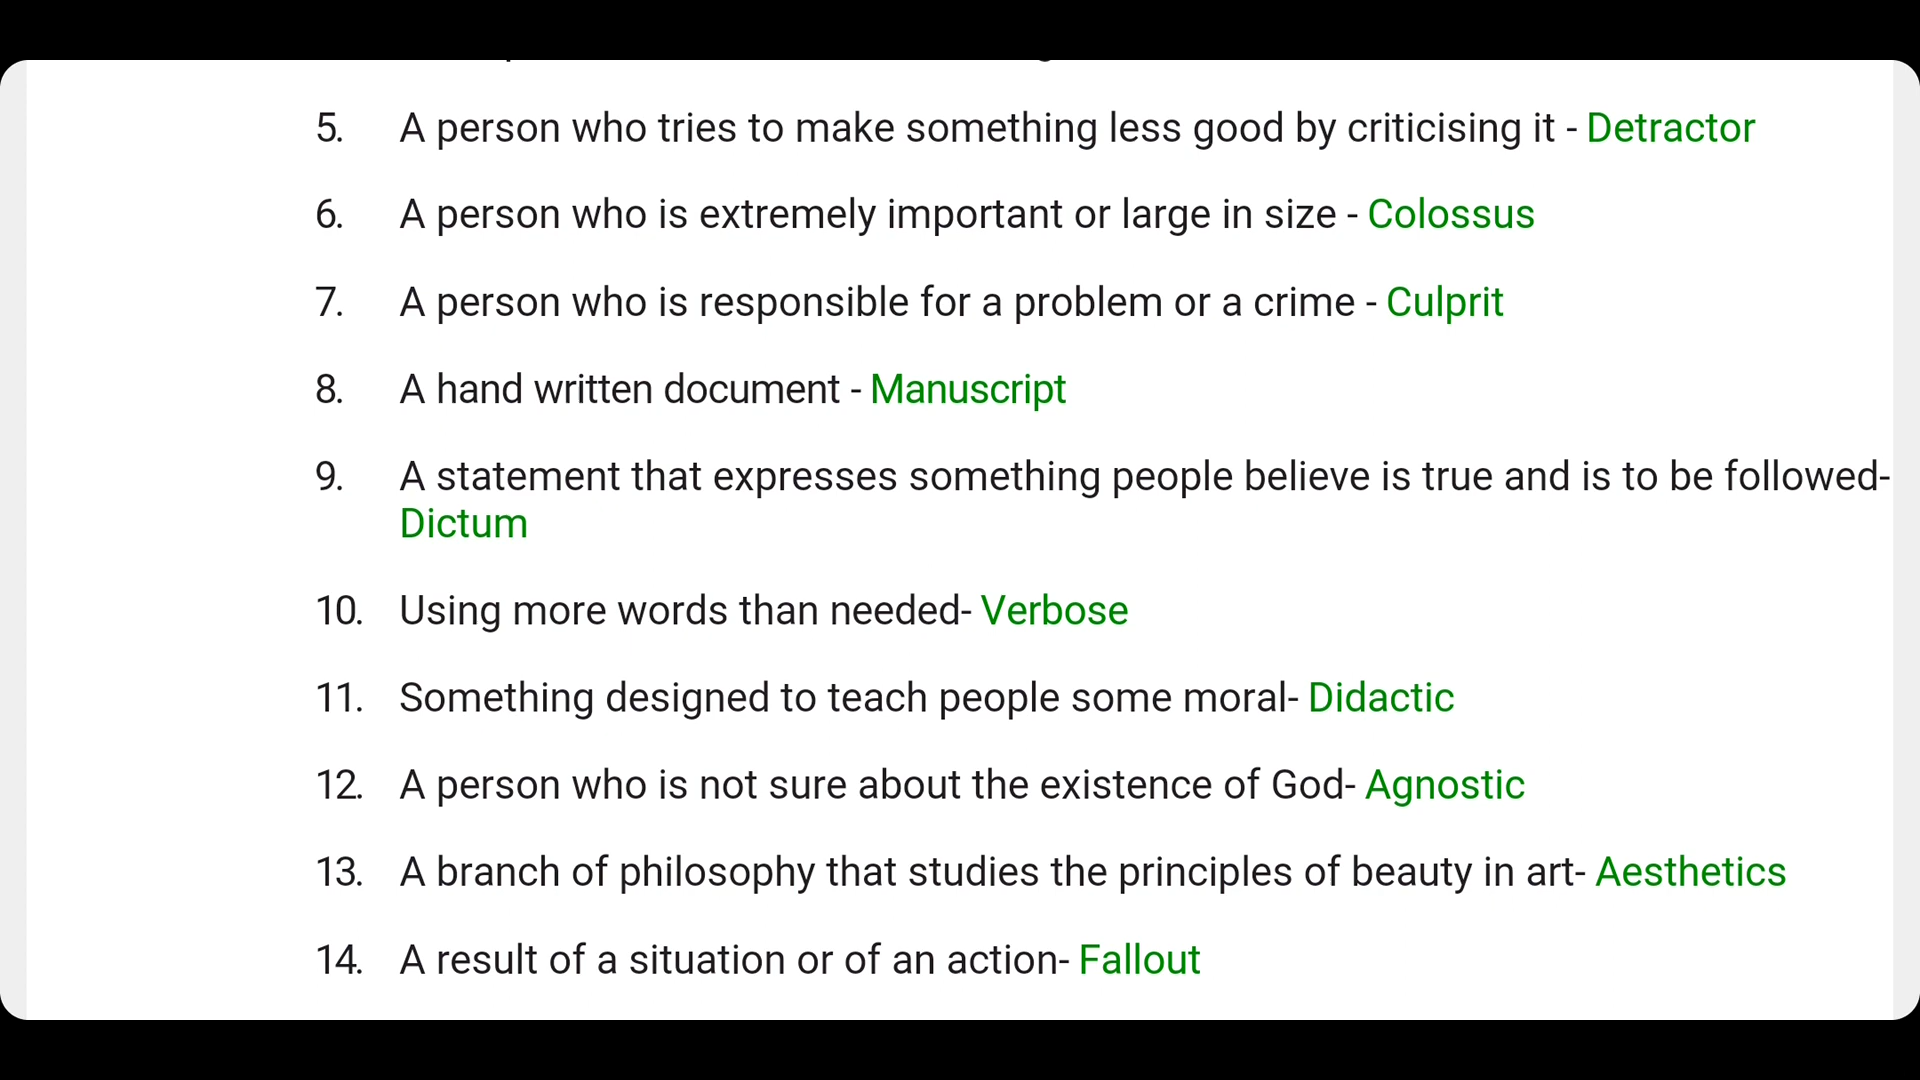 5. A person who tries to make something less good by criticising it - Detractor
6. A person who is extremely important or large in size - Colossus
7. A person who is responsible for a problem or a crime - Culprit
8. A hand written document - Manuscript
9. A statement that expresses something people believe is true and is to be followed-
Dictum
10. Using more words than needed- Verbose
11. Something designed to teach people some moral- Didactic
12. A person who is not sure about the existence of God- Agnostic
13. A branch of philosophy that studies the principles of beauty in art- Aesthetics
14. A result of a situation or of an action- Fallout